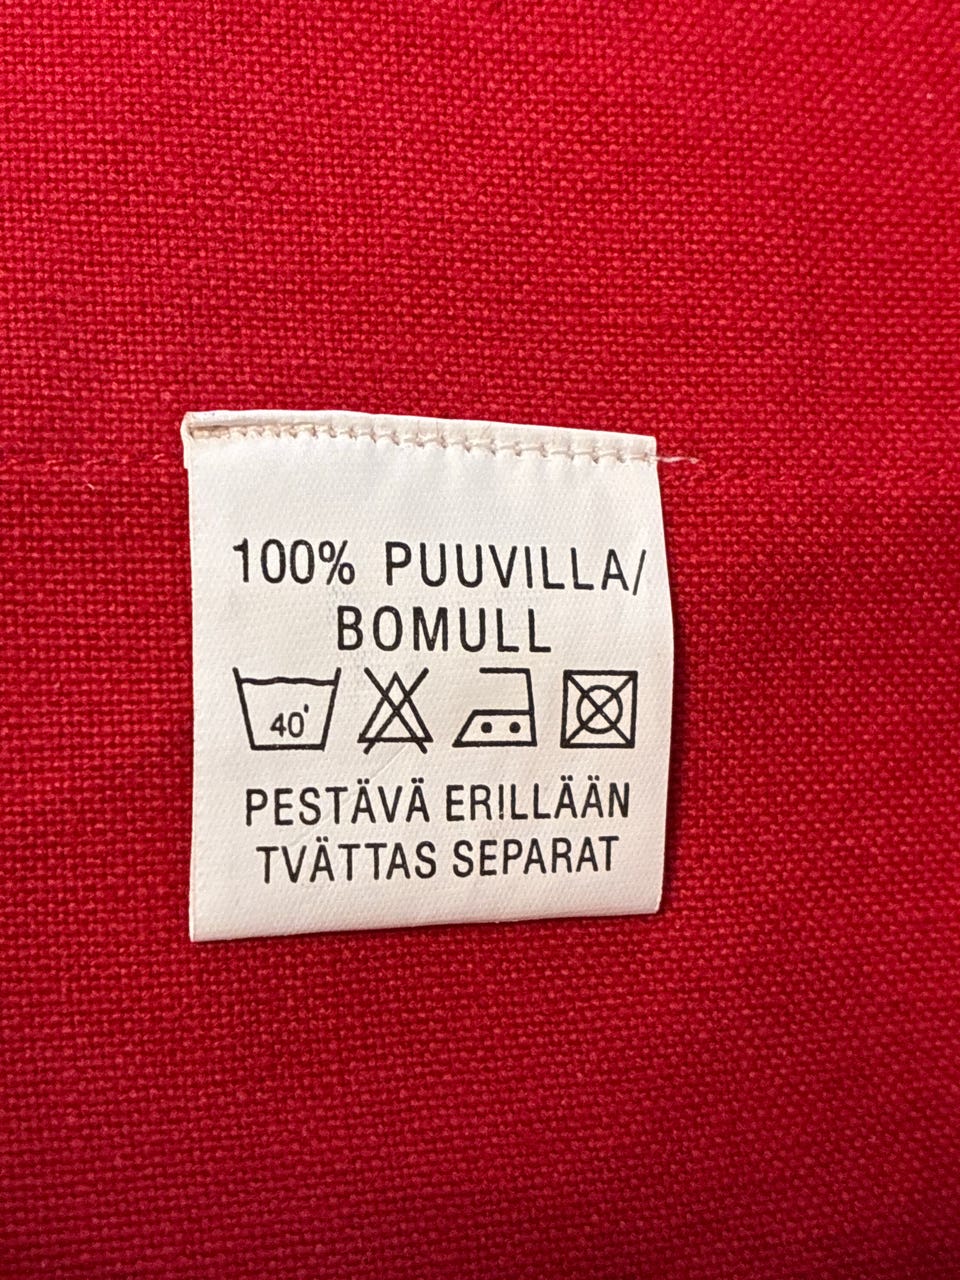 100% PUUVILLA/
BOMULL
40°
PESTÄVÄ ERILLÄÄN
TVÄTTAS SEPARAT